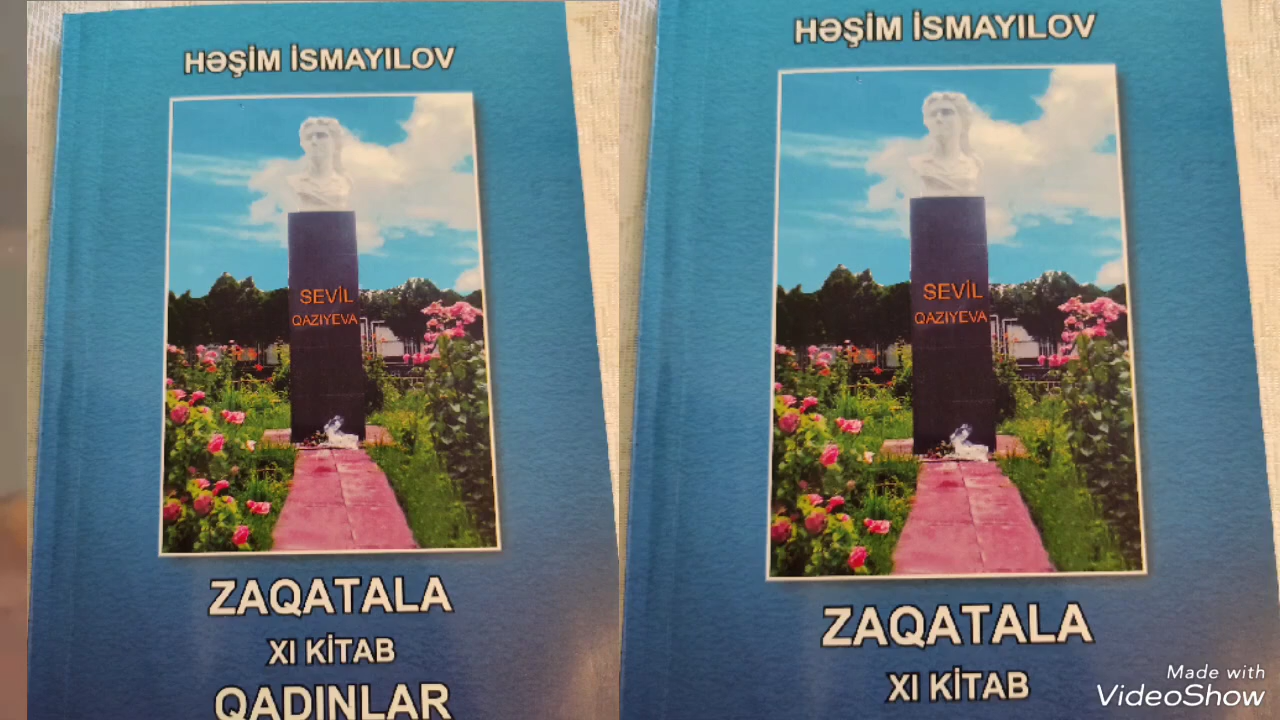 HƏŞİM İSMAYILOV
SEVİL
QAZIYEVA
ZAQATALA
XI KİTAB
QADINLAR
HƏŞİM İSMAYILOV
SEVİL
QAZIYEVA
ZAQATALA
XI KİTAB
Made with
VideoShow